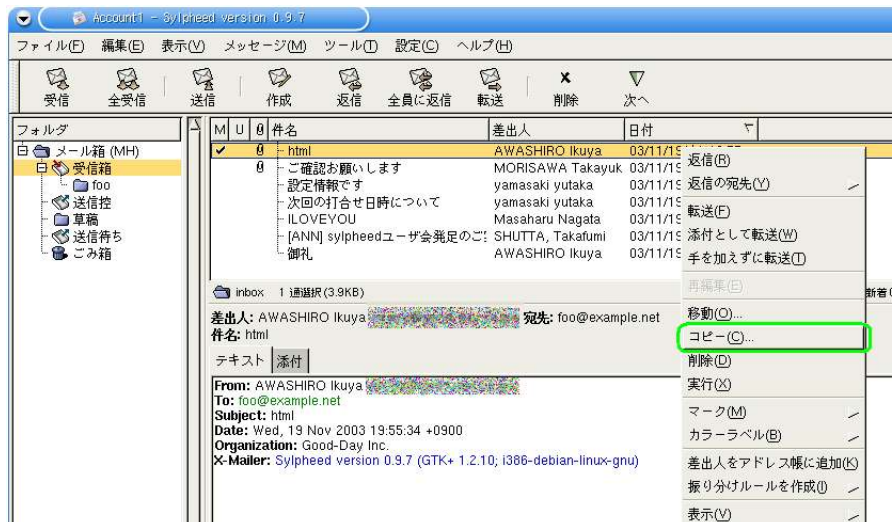 Account1 - Sylpheed version 0.9.7
ファイル(F) 編集(E) 表示(V) メッセージ(M) ツール(T) 設定(C) ヘルプ(H)
受信 全受信 送信 作成 返信 全員に返信 転送 削除 次へ
フォルダ
メール箱 (MH)
受信箱
foo
送信控
草稿
送信待ち
ごみ箱
M U 件名 差出人 日付
html AWASHIRO Ikuya 03/11/19
ご確認お願いします MORISAWA Takayuk 03/11/19
設定情報です yamasaki yutaka 03/11/19
次回の打合せ日時について yamasaki yutaka 03/11/19
ILOVEYOU Masaharu Nagata 03/11/19
[ANN] sylpheedユーザ会発足のご SHUTTA, Takafumi 03/11/19
御礼 AWASHIRO Ikuya 03/11/19
inbox 1 通選択(3.9KB) 新着
差出人: AWASHIRO Ikuya 宛先: foo@example.net
件名: html
テキスト 添付
From: AWASHIRO Ikuya
To: foo@example.net
Subject: html
Date: Wed, 19 Nov 2003 19:55:34 +0900
Organization: Good-Day Inc.
X-Mailer: Sylpheed version 0.9.7 (GTK+ 1.2.10; i386-debian-linux-gnu)
返信(R)
返信の宛先(Y)
転送(F)
添付として転送(W)
手を加えずに転送(T)
再編集(E)
移動(O)...
コピー(C)...
削除(D)
実行(X)
マーク(M)
カラーラベル(B)
差出人をアドレス帳に追加(K)
振り分けルールを作成(I)
表示(V)